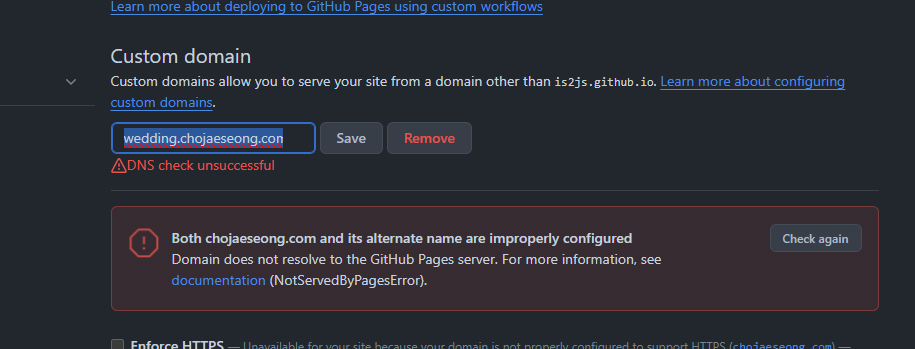 Learn more about deploying to GitHub Pages using custom workflows
Custom domain
Custom domains allow you to serve your site from a domain other than is2js.github.io. Learn more about configuring
custom domains.
wedding.chojaeseong.com
Save
Remove
DNS check unsuccessful
Both chojaeseong.com and its alternate name are improperly configured
Domain does not resolve to the GitHub Pages server. For more information, see
documentation (NotServedByPagesError).
Check again
Enforce HTTPS — Unavailable for your site because your domain is not properly configured to support HTTPS (chojaeseong.com) —